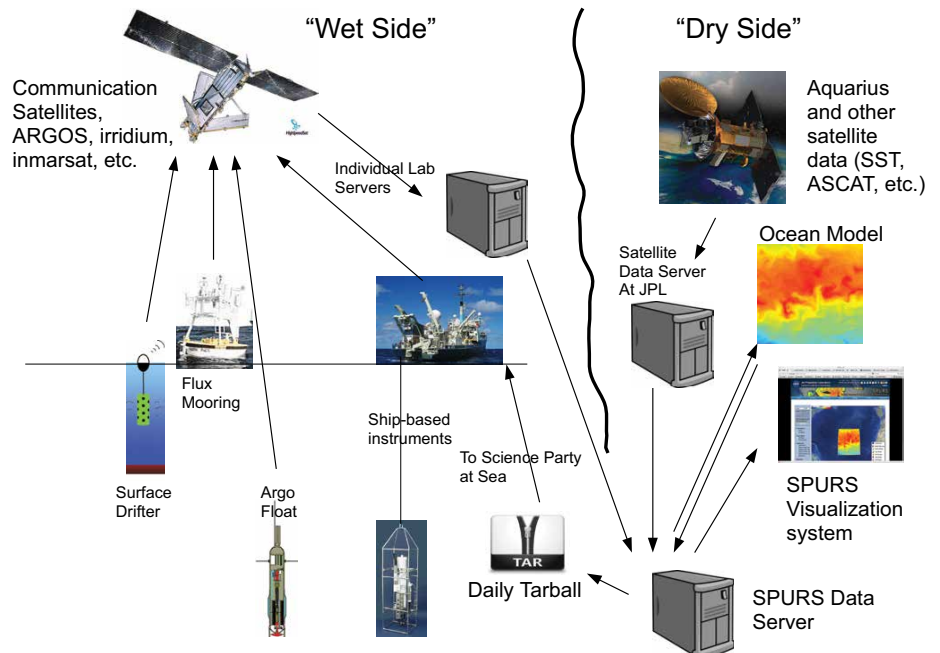 “Wet Side”
“Dry Side”
Communication
Satellites,
ARGOS, irridium,
inmarsat, etc.
Individual Lab
Servers
Aquarius
and other
satellite
data (SST,
ASCAT, etc.)
Satellite
Data Server
At JPL
Ocean Model
Flux
Mooring
Ship-based
instruments
To Science Party
at Sea
Surface
Drifter
Argo
Float
TAR
Daily Tarball
SPURS
Visualization
system
SPURS Data
Server